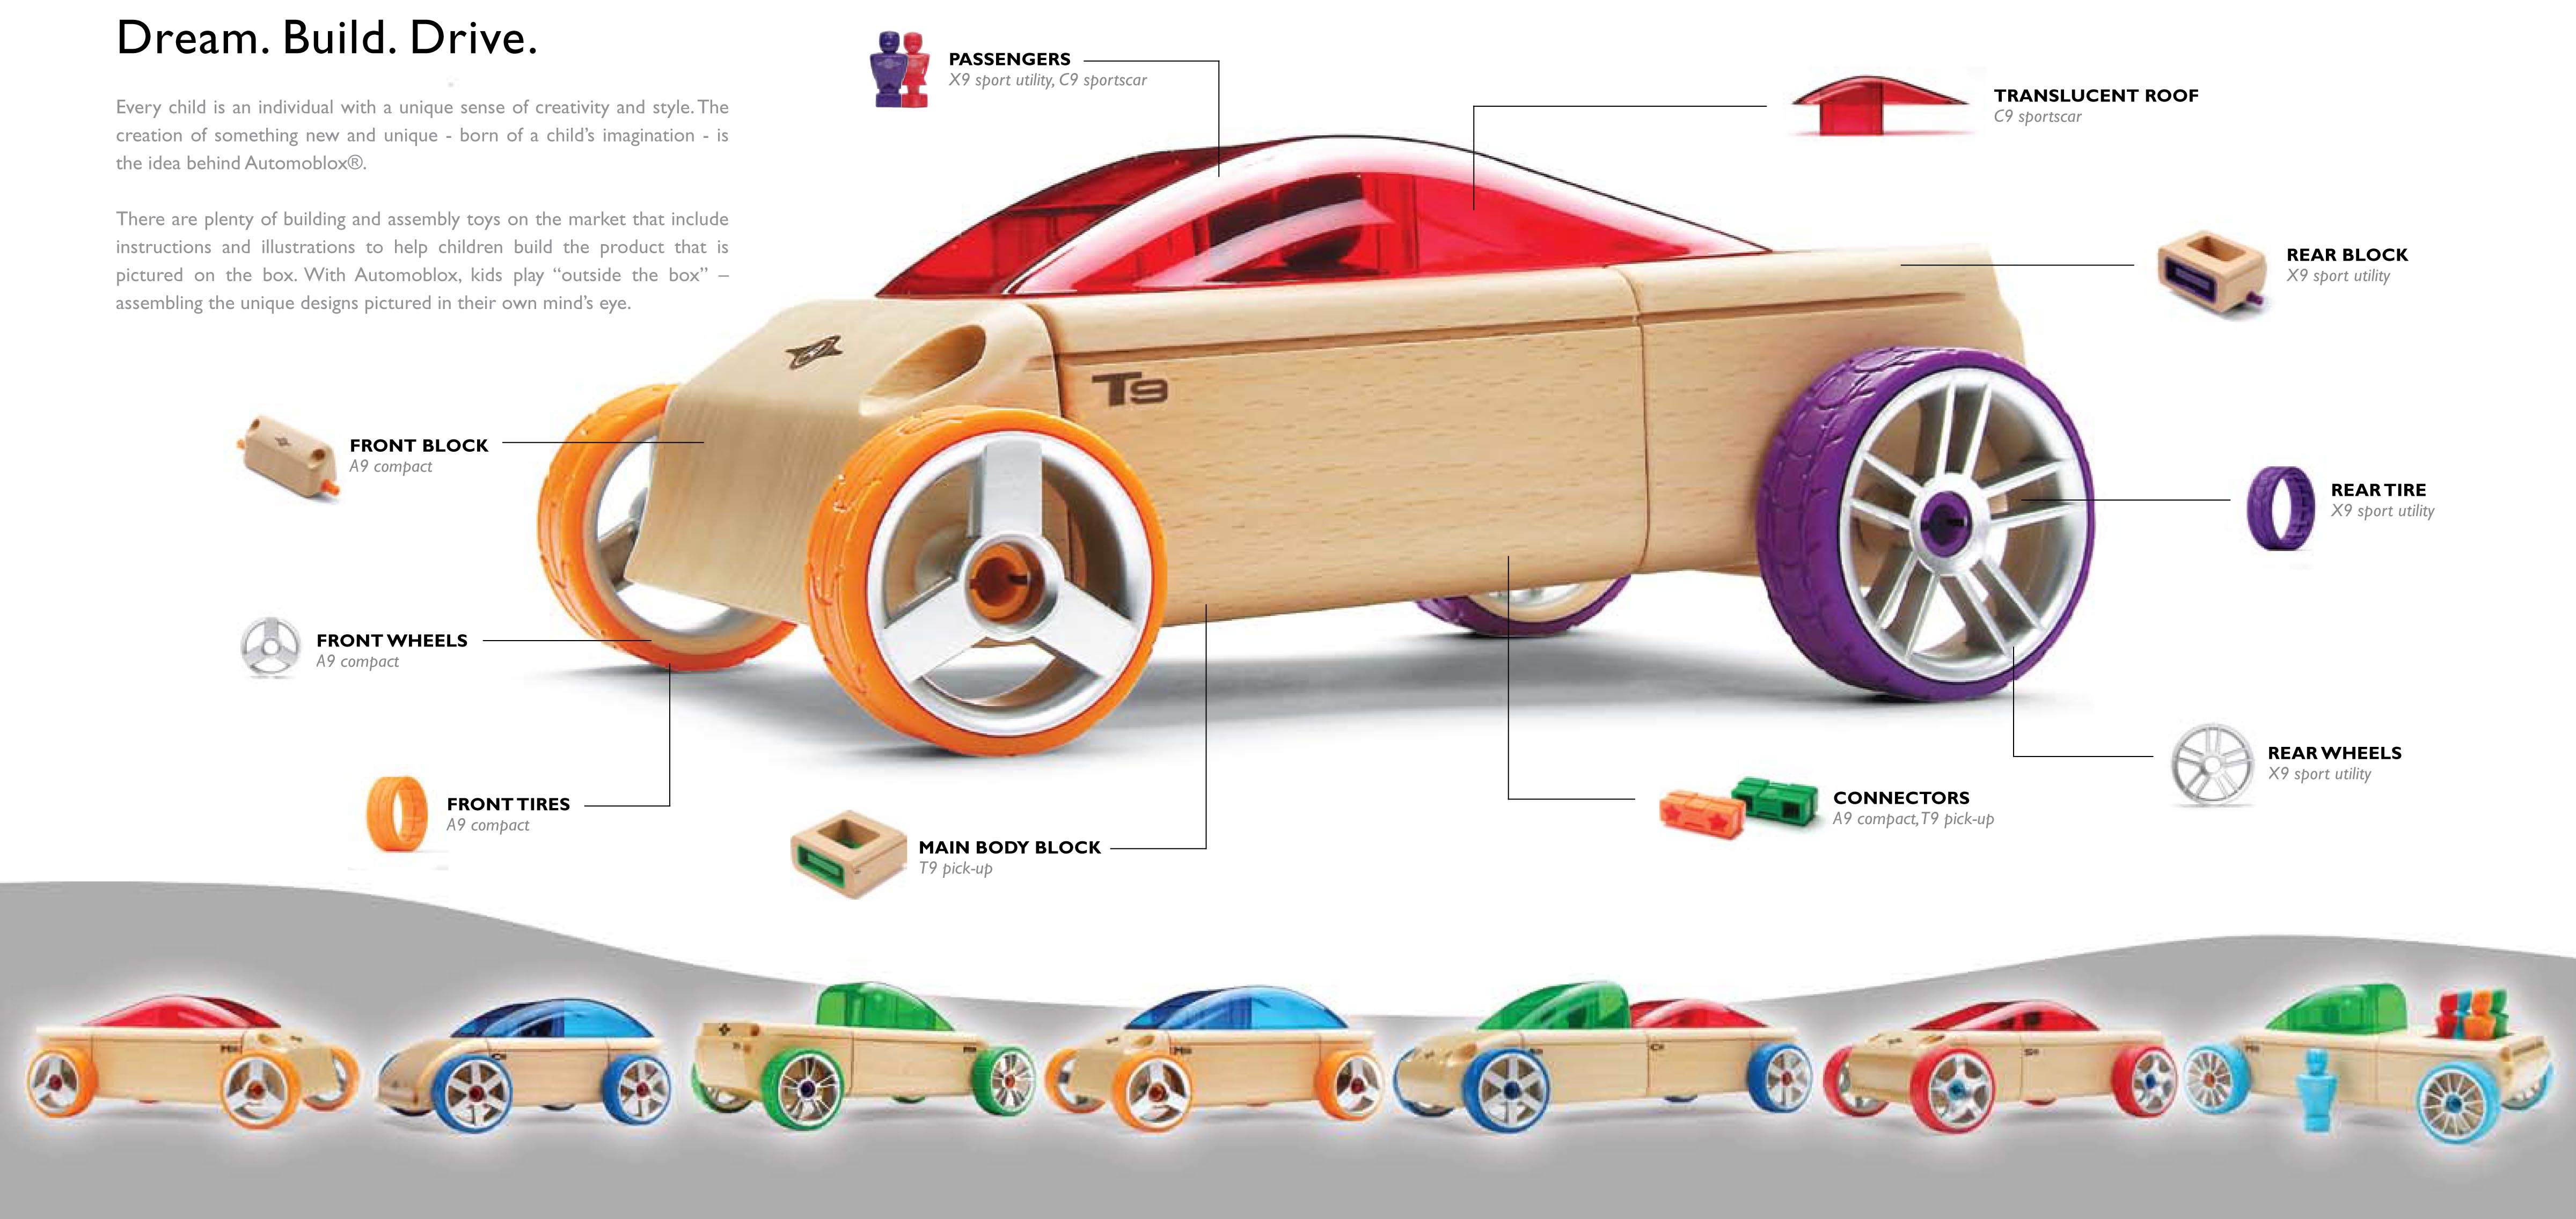 Dream. Build. Drive.
Every child is an individual with a unique sense of creativity and style. The
creation of something new and unique - born of a child's imagination - is
the idea behind Automoblox®.
There are plenty of building and assembly toys on the market that include
instructions and illustrations to help children build the product that is
pictured on the box. With Automoblox, kids play “outside the box” –
assembling the unique designs pictured in their own mind's eye.
PASSENGERS
X9 sport utility, C9 sportscar
TRANSLUCENT ROOF
C9 sportscar
REAR BLOCK
X9 sport utility
T9
FRONT BLOCK
A9 compact
REAR TIRE
X9 sport utility
FRONT WHEELS
A9 compact
REAR WHEELS
X9 sport utility
FRONT TIRES
A9 compact
CONNECTORS
A9 compact, T9 pick-up
MAIN BODY BLOCK
T9 pick-up